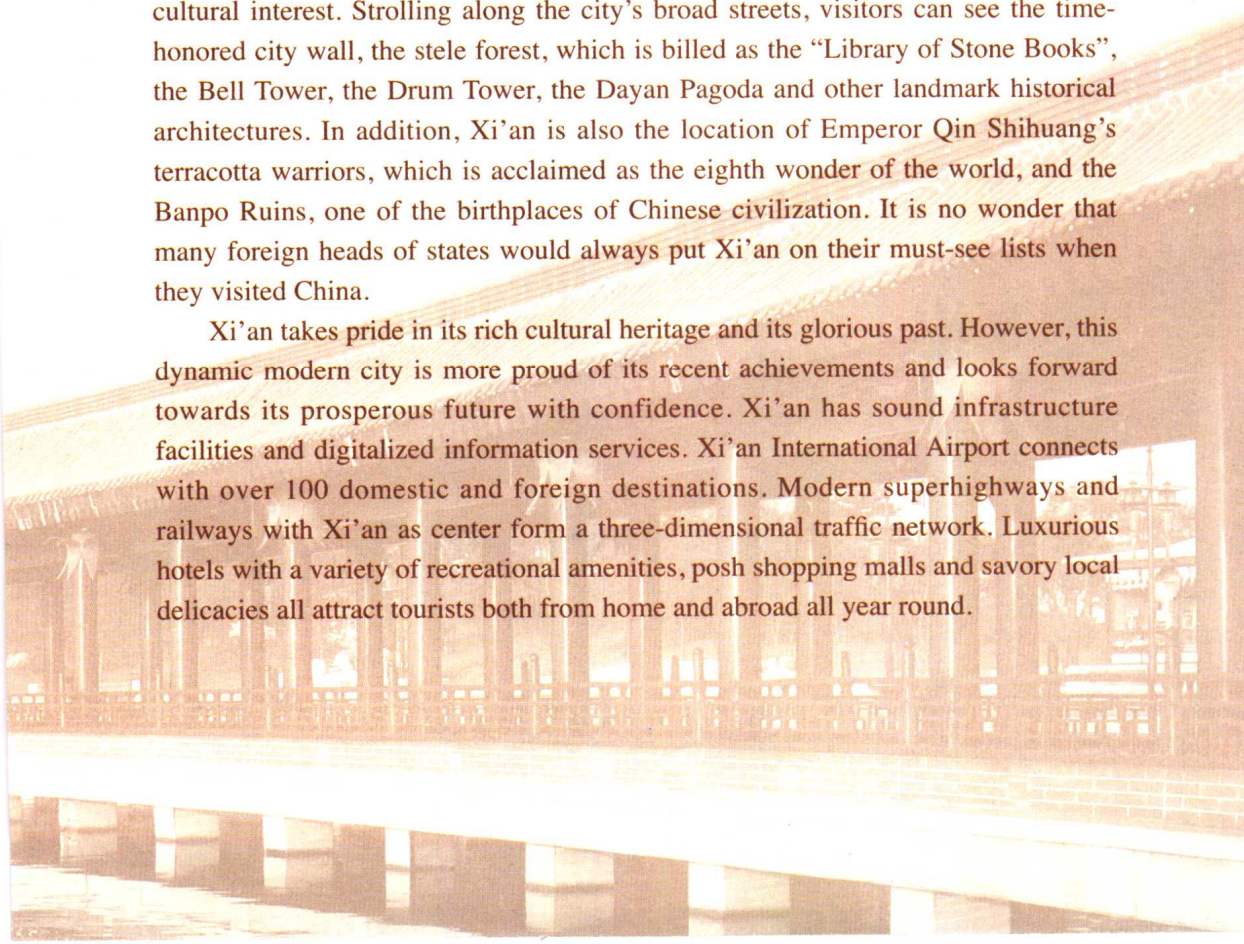 cultural interest. Strolling along the city's broad streets, visitors can see the time-
honored city wall, the stele forest, which is billed as the “Library of Stone Books”,
the Bell Tower, the Drum Tower, the Dayan Pagoda and other landmark historical
architectures. In addition, Xi'an is also the location of Emperor Qin Shihuang's
terracotta warriors, which is acclaimed as the eighth wonder of the world, and the
Banpo Ruins, one of the birthplaces of Chinese civilization. It is no wonder that
many foreign heads of states would always put Xi'an on their must-see lists when
they visited China.
Xi'an takes pride in its rich cultural heritage and its glorious past. However, this
dynamic modern city is more proud of its recent achievements and looks forward
towards its prosperous future with confidence. Xi'an has sound infrastructure
facilities and digitalized information services. Xi'an International Airport connects
with over 100 domestic and foreign destinations. Modern superhighways and
railways with Xi'an as center form a three-dimensional traffic network. Luxurious
hotels with a variety of recreational amenities, posh shopping malls and savory local
delicacies all attract tourists both from home and abroad all year round.